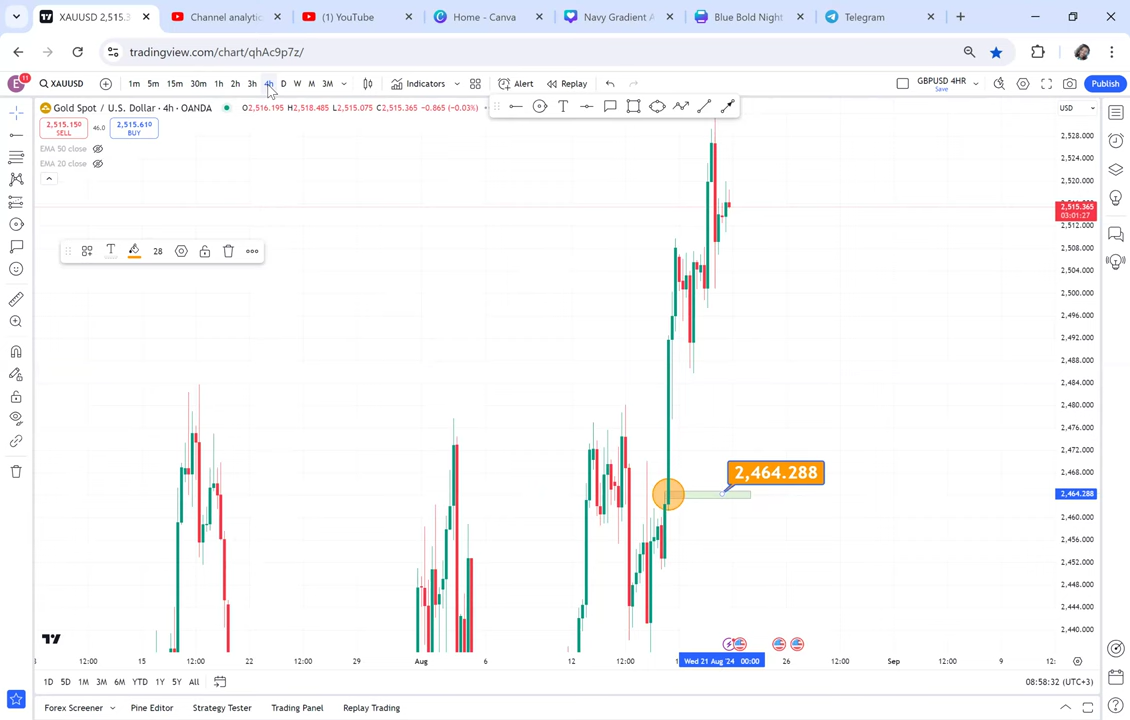 XAUUSD 2,515.3
Channel analytic
(1) YouTube
Home - Canva
Navy Gradient A
Blue Bold Night
Telegram
tradingview.com/chart/qhAc9p7z/
E 11 XAUUSD 1m 5m 15m 30m 1h 2h 3h 4h D W M 3M Indicators Alert Replay GBPUSD 4HR Save Publish
Gold Spot / U.S. Dollar · 4h · OANDA O2,516.195 H2,518.485 L2,515.075 C2,515.365 -0.865 (-0.03%) USD
2,515.150 SELL 46.0 2,515.610 BUY
EMA 50 close
EMA 20 close
T 28
2,528.000
2,524.000
2,520.000
2,515.365
03:01:27
2,512.000
2,508.000
2,504.000
2,500.000
2,496.000
2,492.000
2,488.000
2,484.000
2,480.000
2,476.000
2,472.000
2,468.000
2,464.288
2,464.288
2,460.000
2,456.000
2,452.000
2,448.000
2,444.000
2,440.000
12:00 15 12:00 22 12:00 29 Aug 6 12 12:00 Wed 21 Aug '24 00:00 26 12:00 Sep 12:00 9 12:
1D 5D 1M 3M 6M YTD 1Y 5Y All 08:58:32 (UTC+3)
Forex Screener Pine Editor Strategy Tester Trading Panel Replay Trading